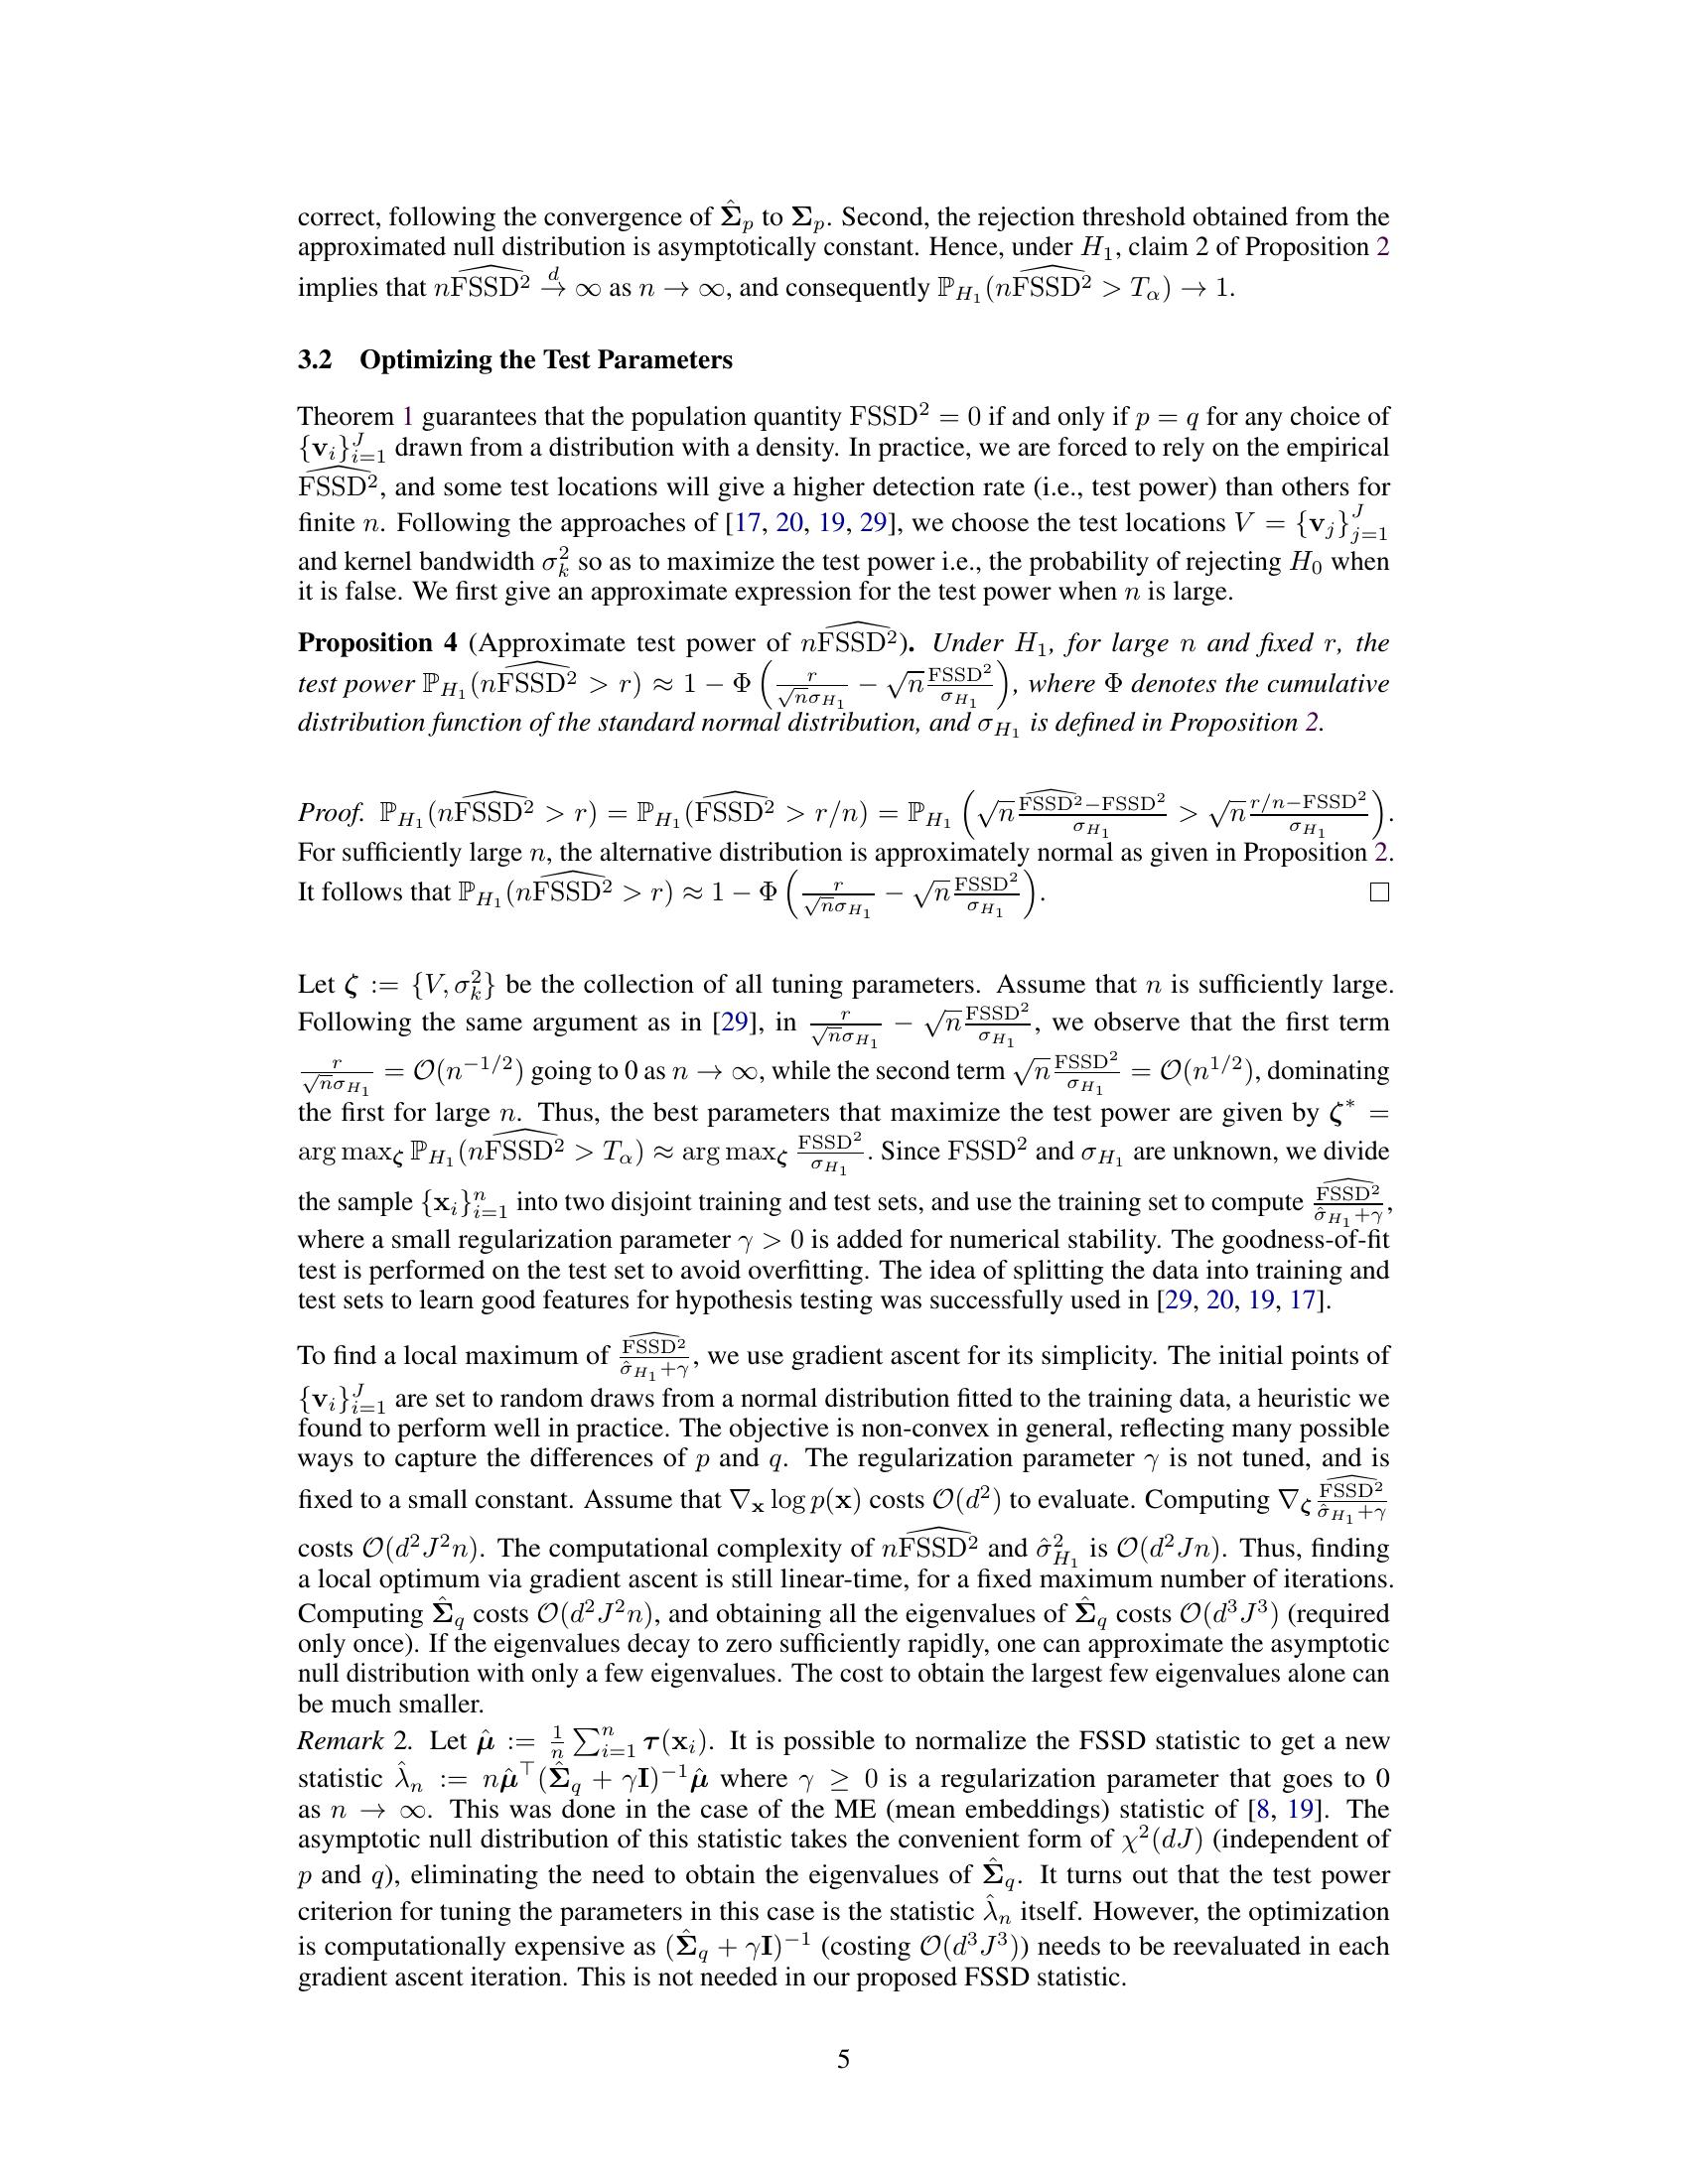 correct, following the convergence of $\hat{\boldsymbol{\Sigma}}_p$ to $\boldsymbol{\Sigma}_p$. Second, the rejection threshold obtained from the
approximated null distribution is asymptotically constant. Hence, under $H_1$, claim 2 of Proposition 2
implies that $n\widehat{\mathrm{FSSD}^2} \overset{d}{\to} \infty$ as $n \to \infty$, and consequently $\mathbb{P}_{H_1}(n\widehat{\mathrm{FSSD}^2} > T_\alpha) \to 1$.
3.2 Optimizing the Test Parameters
Theorem 1 guarantees that the population quantity $\mathrm{FSSD}^2 = 0$ if and only if $p = q$ for any choice of
$\{\mathbf{v}_i\}_{i=1}^J$ drawn from a distribution with a density. In practice, we are forced to rely on the empirical
$\widehat{\mathrm{FSSD}^2}$, and some test locations will give a higher detection rate (i.e., test power) than others for
finite $n$. Following the approaches of [17, 20, 19, 29], we choose the test locations $V = \{\mathbf{v}_j\}_{j=1}^J$
and kernel bandwidth $\sigma_k^2$ so as to maximize the test power i.e., the probability of rejecting $H_0$ when
it is false. We first give an approximate expression for the test power when $n$ is large.
Proposition 4 (Approximate test power of $n\widehat{\mathrm{FSSD}^2}$). Under $H_1$, for large $n$ and fixed $r$, the
test power $\mathbb{P}_{H_1}(n\widehat{\mathrm{FSSD}^2} > r) \approx 1 - \Phi\left(\frac{r}{\sqrt{n}\sigma_{H_1}} - \sqrt{n}\frac{\mathrm{FSSD}^2}{\sigma_{H_1}}\right)$, where $\Phi$ denotes the cumulative
distribution function of the standard normal distribution, and $\sigma_{H_1}$ is defined in Proposition 2.
Proof. $\mathbb{P}_{H_1}(n\widehat{\mathrm{FSSD}^2} > r) = \mathbb{P}_{H_1}(\widehat{\mathrm{FSSD}^2} > r/n) = \mathbb{P}_{H_1}\left(\sqrt{n}\frac{\widehat{\mathrm{FSSD}^2} - \mathrm{FSSD}^2}{\sigma_{H_1}} > \sqrt{n}\frac{r/n - \mathrm{FSSD}^2}{\sigma_{H_1}}\right)$.
For sufficiently large $n$, the alternative distribution is approximately normal as given in Proposition 2.
It follows that $\mathbb{P}_{H_1}(n\widehat{\mathrm{FSSD}^2} > r) \approx 1 - \Phi\left(\frac{r}{\sqrt{n}\sigma_{H_1}} - \sqrt{n}\frac{\mathrm{FSSD}^2}{\sigma_{H_1}}\right)$. □
Let $\boldsymbol{\zeta} := \{V, \sigma_k^2\}$ be the collection of all tuning parameters. Assume that $n$ is sufficiently large.
Following the same argument as in [29], in $\frac{r}{\sqrt{n}\sigma_{H_1}} - \sqrt{n}\frac{\mathrm{FSSD}^2}{\sigma_{H_1}}$, we observe that the first term
$\frac{r}{\sqrt{n}\sigma_{H_1}} = \mathcal{O}(n^{-1/2})$ going to 0 as $n \to \infty$, while the second term $\sqrt{n}\frac{\mathrm{FSSD}^2}{\sigma_{H_1}} = \mathcal{O}(n^{1/2})$, dominating
the first for large $n$. Thus, the best parameters that maximize the test power are given by $\boldsymbol{\zeta}^* =$
$\arg\max_{\boldsymbol{\zeta}} \mathbb{P}_{H_1}(n\widehat{\mathrm{FSSD}^2} > T_\alpha) \approx \arg\max_{\boldsymbol{\zeta}} \frac{\mathrm{FSSD}^2}{\sigma_{H_1}}$. Since $\mathrm{FSSD}^2$ and $\sigma_{H_1}$ are unknown, we divide
the sample $\{\mathbf{x}_i\}_{i=1}^n$ into two disjoint training and test sets, and use the training set to compute $\frac{\widehat{\mathrm{FSSD}^2}}{\hat{\sigma}_{H_1}+\gamma}$,
where a small regularization parameter $\gamma > 0$ is added for numerical stability. The goodness-of-fit
test is performed on the test set to avoid overfitting. The idea of splitting the data into training and
test sets to learn good features for hypothesis testing was successfully used in [29, 20, 19, 17].
To find a local maximum of $\frac{\widehat{\mathrm{FSSD}^2}}{\hat{\sigma}_{H_1}+\gamma}$, we use gradient ascent for its simplicity. The initial points of
$\{\mathbf{v}_i\}_{i=1}^J$ are set to random draws from a normal distribution fitted to the training data, a heuristic we
found to perform well in practice. The objective is non-convex in general, reflecting many possible
ways to capture the differences of $p$ and $q$. The regularization parameter $\gamma$ is not tuned, and is
fixed to a small constant. Assume that $\nabla_{\mathbf{x}} \log p(\mathbf{x})$ costs $\mathcal{O}(d^2)$ to evaluate. Computing $\nabla_{\boldsymbol{\zeta}} \frac{\widehat{\mathrm{FSSD}^2}}{\hat{\sigma}_{H_1}+\gamma}$
costs $\mathcal{O}(d^2J^2n)$. The computational complexity of $n\widehat{\mathrm{FSSD}^2}$ and $\hat{\sigma}_{H_1}^2$ is $\mathcal{O}(d^2Jn)$. Thus, finding
a local optimum via gradient ascent is still linear-time, for a fixed maximum number of iterations.
Computing $\hat{\boldsymbol{\Sigma}}_q$ costs $\mathcal{O}(d^2J^2n)$, and obtaining all the eigenvalues of $\hat{\boldsymbol{\Sigma}}_q$ costs $\mathcal{O}(d^3J^3)$ (required
only once). If the eigenvalues decay to zero sufficiently rapidly, one can approximate the asymptotic
null distribution with only a few eigenvalues. The cost to obtain the largest few eigenvalues alone can
be much smaller.
Remark 2. Let $\hat{\boldsymbol{\mu}} := \frac{1}{n}\sum_{i=1}^n \boldsymbol{\tau}(\mathbf{x}_i)$. It is possible to normalize the FSSD statistic to get a new
statistic $\hat{\lambda}_n := n\hat{\boldsymbol{\mu}}^\top(\hat{\boldsymbol{\Sigma}}_q + \gamma\mathbf{I})^{-1}\hat{\boldsymbol{\mu}}$ where $\gamma \geq 0$ is a regularization parameter that goes to 0
as $n \to \infty$. This was done in the case of the ME (mean embeddings) statistic of [8, 19]. The
asymptotic null distribution of this statistic takes the convenient form of $\chi^2(dJ)$ (independent of
$p$ and $q$), eliminating the need to obtain the eigenvalues of $\hat{\boldsymbol{\Sigma}}_q$. It turns out that the test power
criterion for tuning the parameters in this case is the statistic $\hat{\lambda}_n$ itself. However, the optimization
is computationally expensive as $(\hat{\boldsymbol{\Sigma}}_q + \gamma\mathbf{I})^{-1}$ (costing $\mathcal{O}(d^3J^3)$) needs to be reevaluated in each
gradient ascent iteration. This is not needed in our proposed FSSD statistic.
5